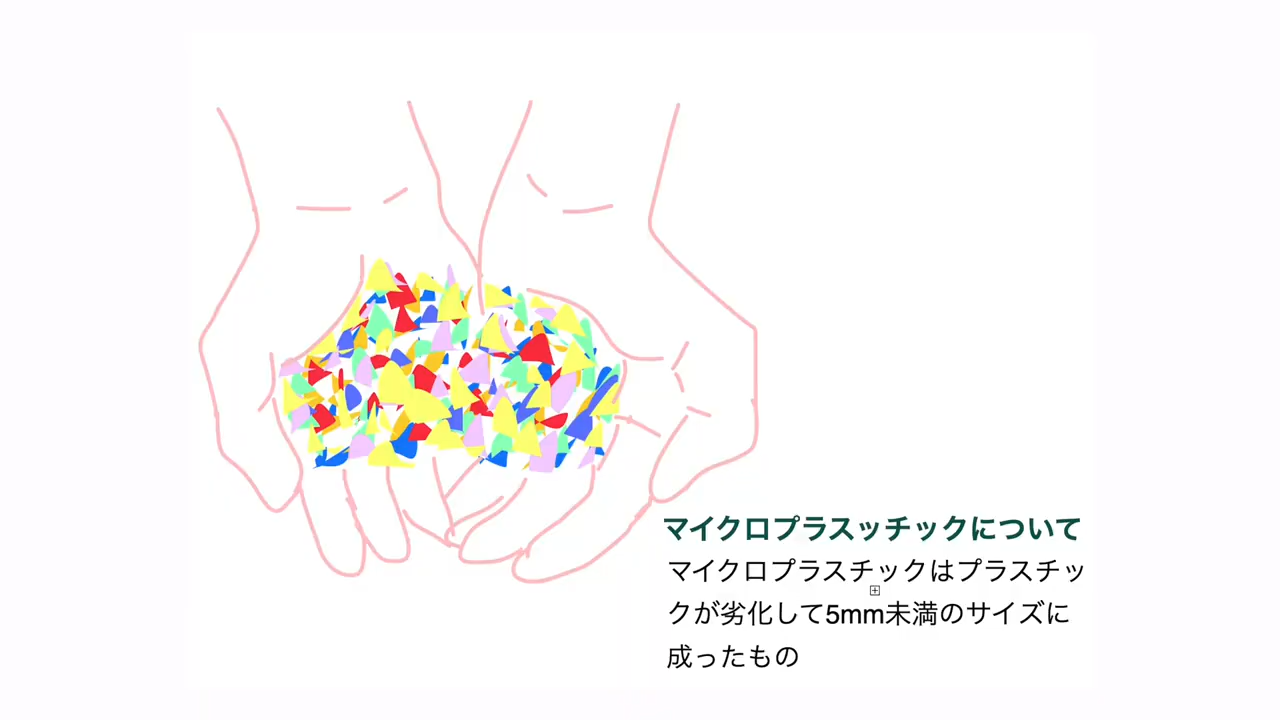 マイクロプラスッチックについて
マイクロプラスチックはプラスチッ
クが劣化して5mm未満のサイズに
成ったもの